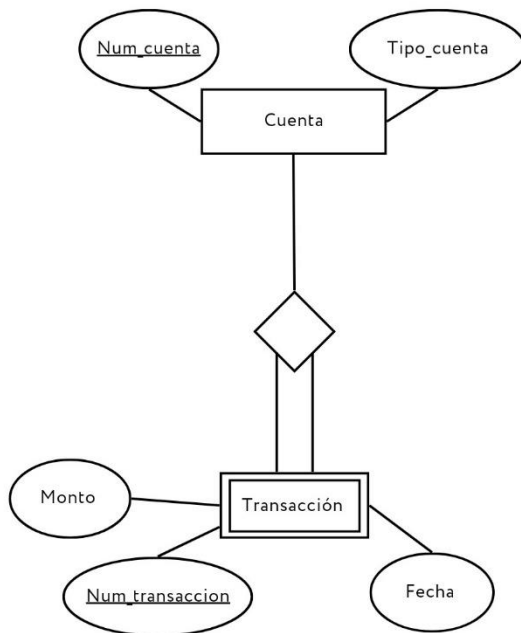 Num_cuenta
Tipo_cuenta
Cuenta
Monto
Transacción
Num_transaccion
Fecha